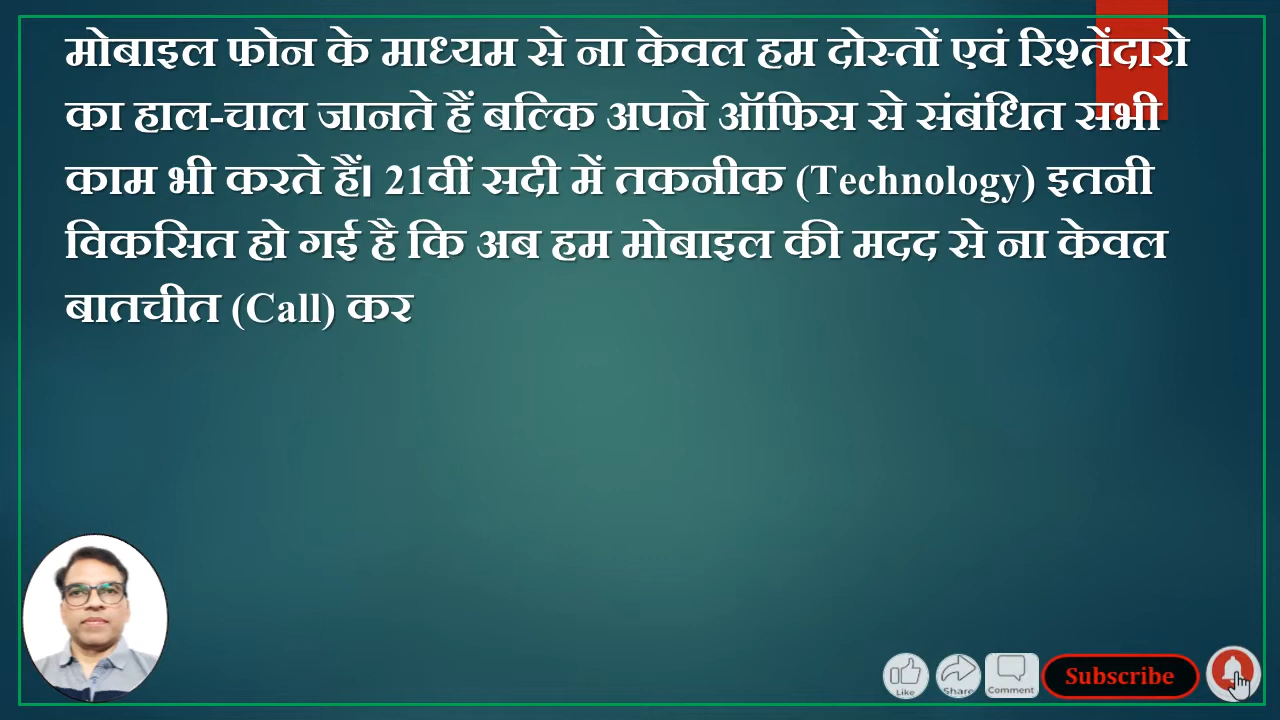 मोबाइल फोन के माध्यम से ना केवल हम दोस्तों एवं रिश्तेंदारो
का हाल-चाल जानते हैं बल्कि अपने ऑफिस से संबंधित सभी
काम भी करते हैं। 21वीं सदी में तकनीक (Technology) इतनी
विकसित हो गई है कि अब हम मोबाइल की मदद से ना केवल
बातचीत (Call) कर
Like
Share
Comment
Subscribe